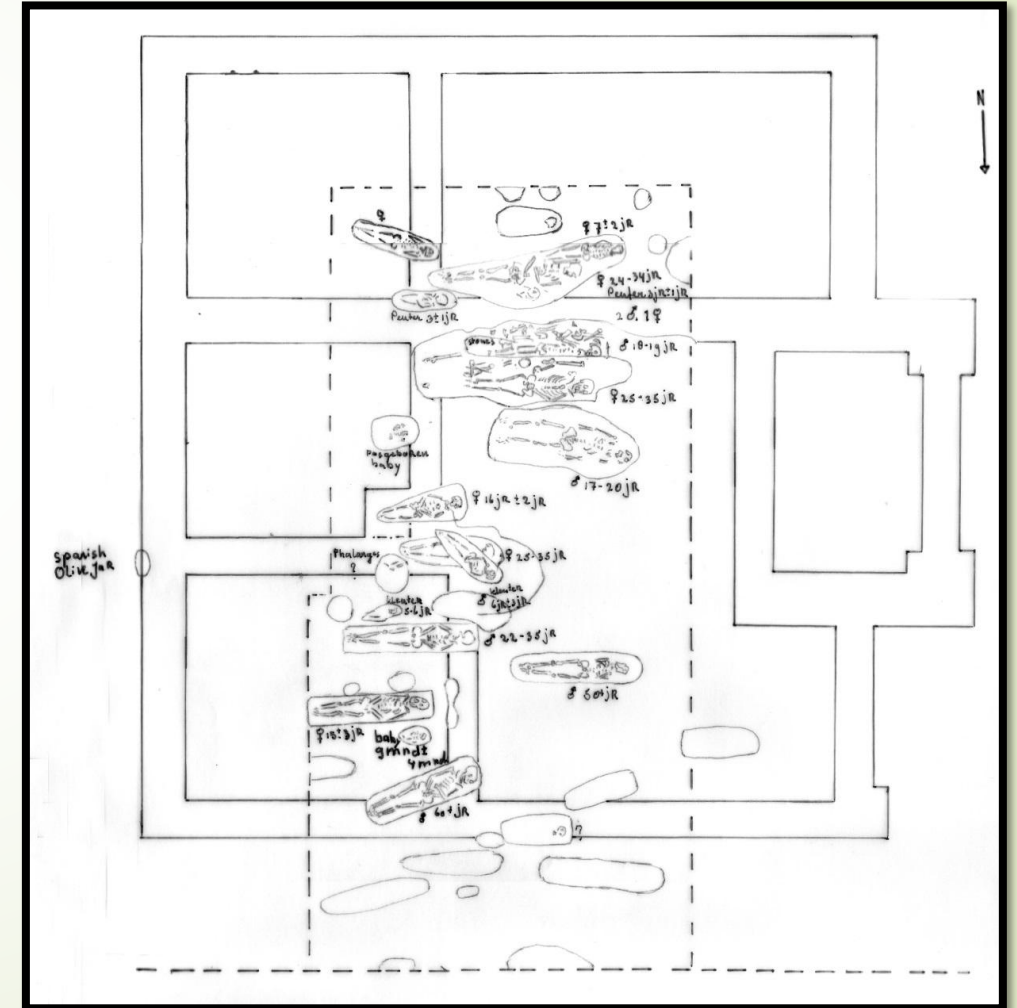 N
♀
♀ 7±2jR
♀ 24-34jR
Peuter 3jR±1jR
Peuter 3±1jR
2♂.1♀
stones
♂ 18-19jR
♀ 25-35jR
pasgeboren
baby
♂ 17-20jR
♀ 16jR±2jR
Spanish
Olive JaR
Phalanges
?
♀ 25-35jR
kleuter
♂ 6jR±2jR
kleuter
5-6jR
♂ 22-35jR
♂ 50+jR
♀ 18±3jR
baby
9mndt
4mnd
♂ 60+jR
?